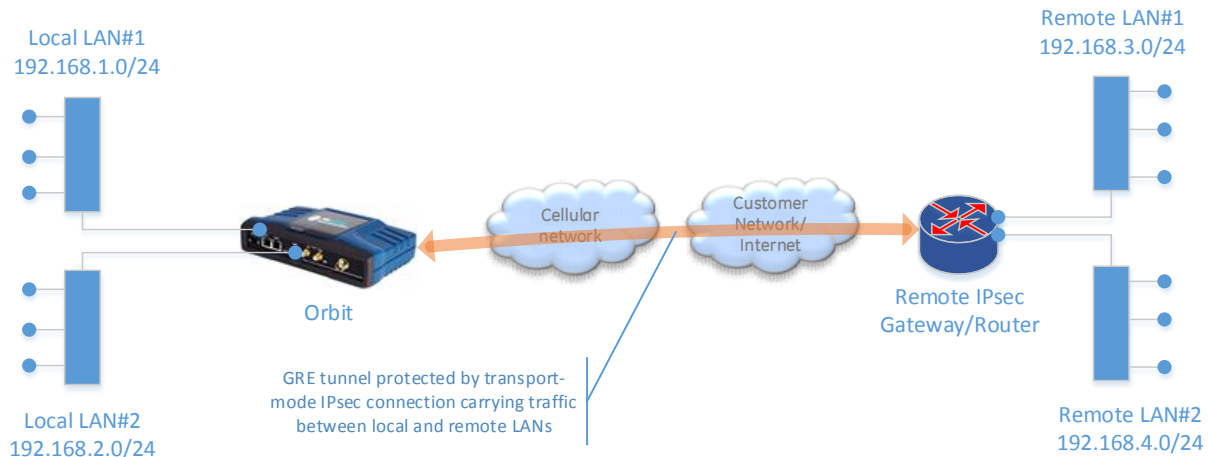 Local LAN#1
192.168.1.0/24
Remote LAN#1
192.168.3.0/24
Cellular
network
Customer
Network/
Internet
Orbit
Remote IPsec
Gateway/Router
GRE tunnel protected by transport-
mode IPsec connection carrying traffic
between local and remote LANs
Local LAN#2
192.168.2.0/24
Remote LAN#2
192.168.4.0/24